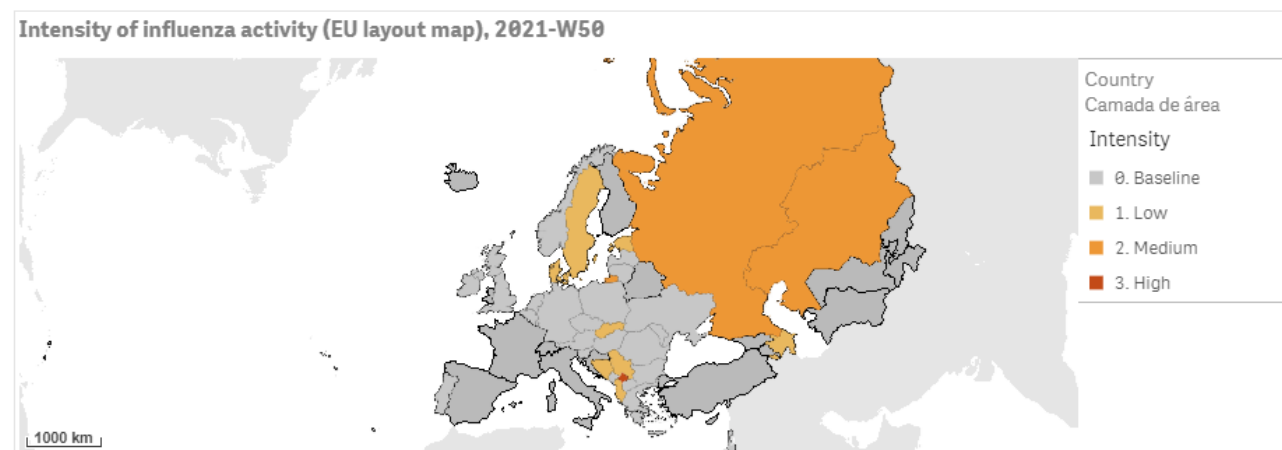 Intensity of influenza activity (EU layout map), 2021-W50
Country
Camada de área
Intensity
0. Baseline
1. Low
2. Medium
3. High
1000 km